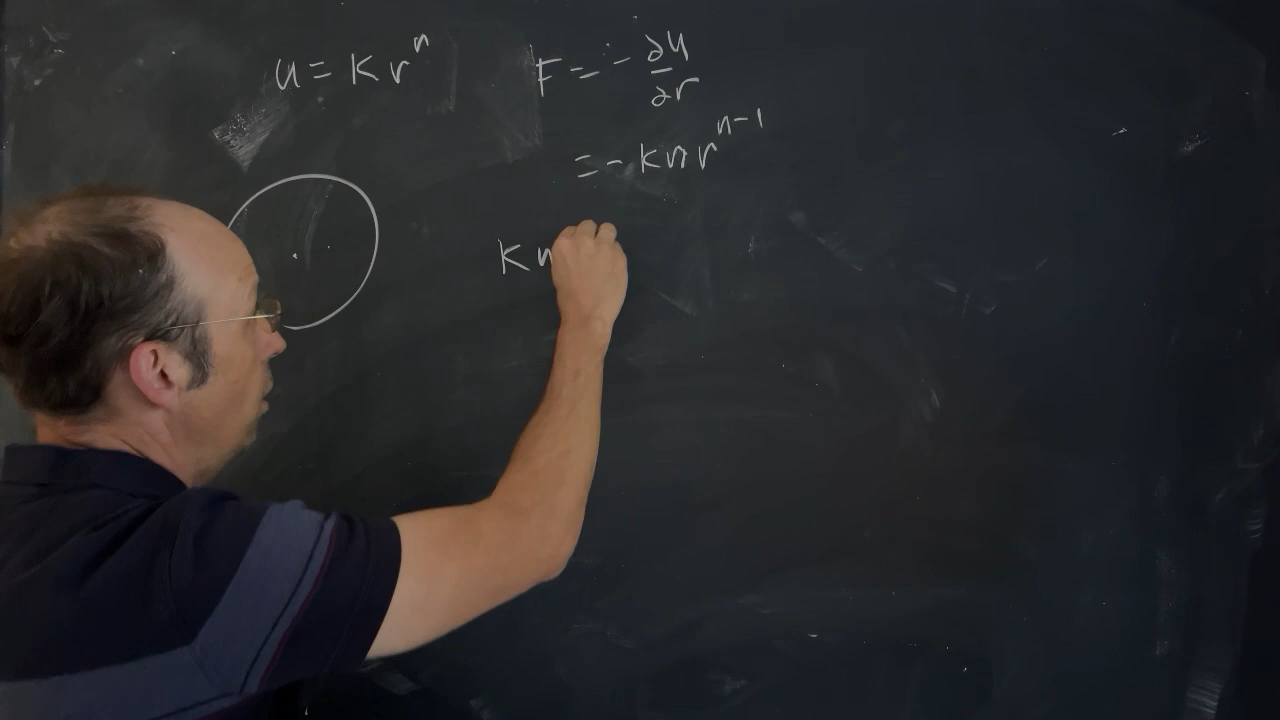 u = K r^n
F = - ∂u/∂r
= - K n r^{n-1}
K n